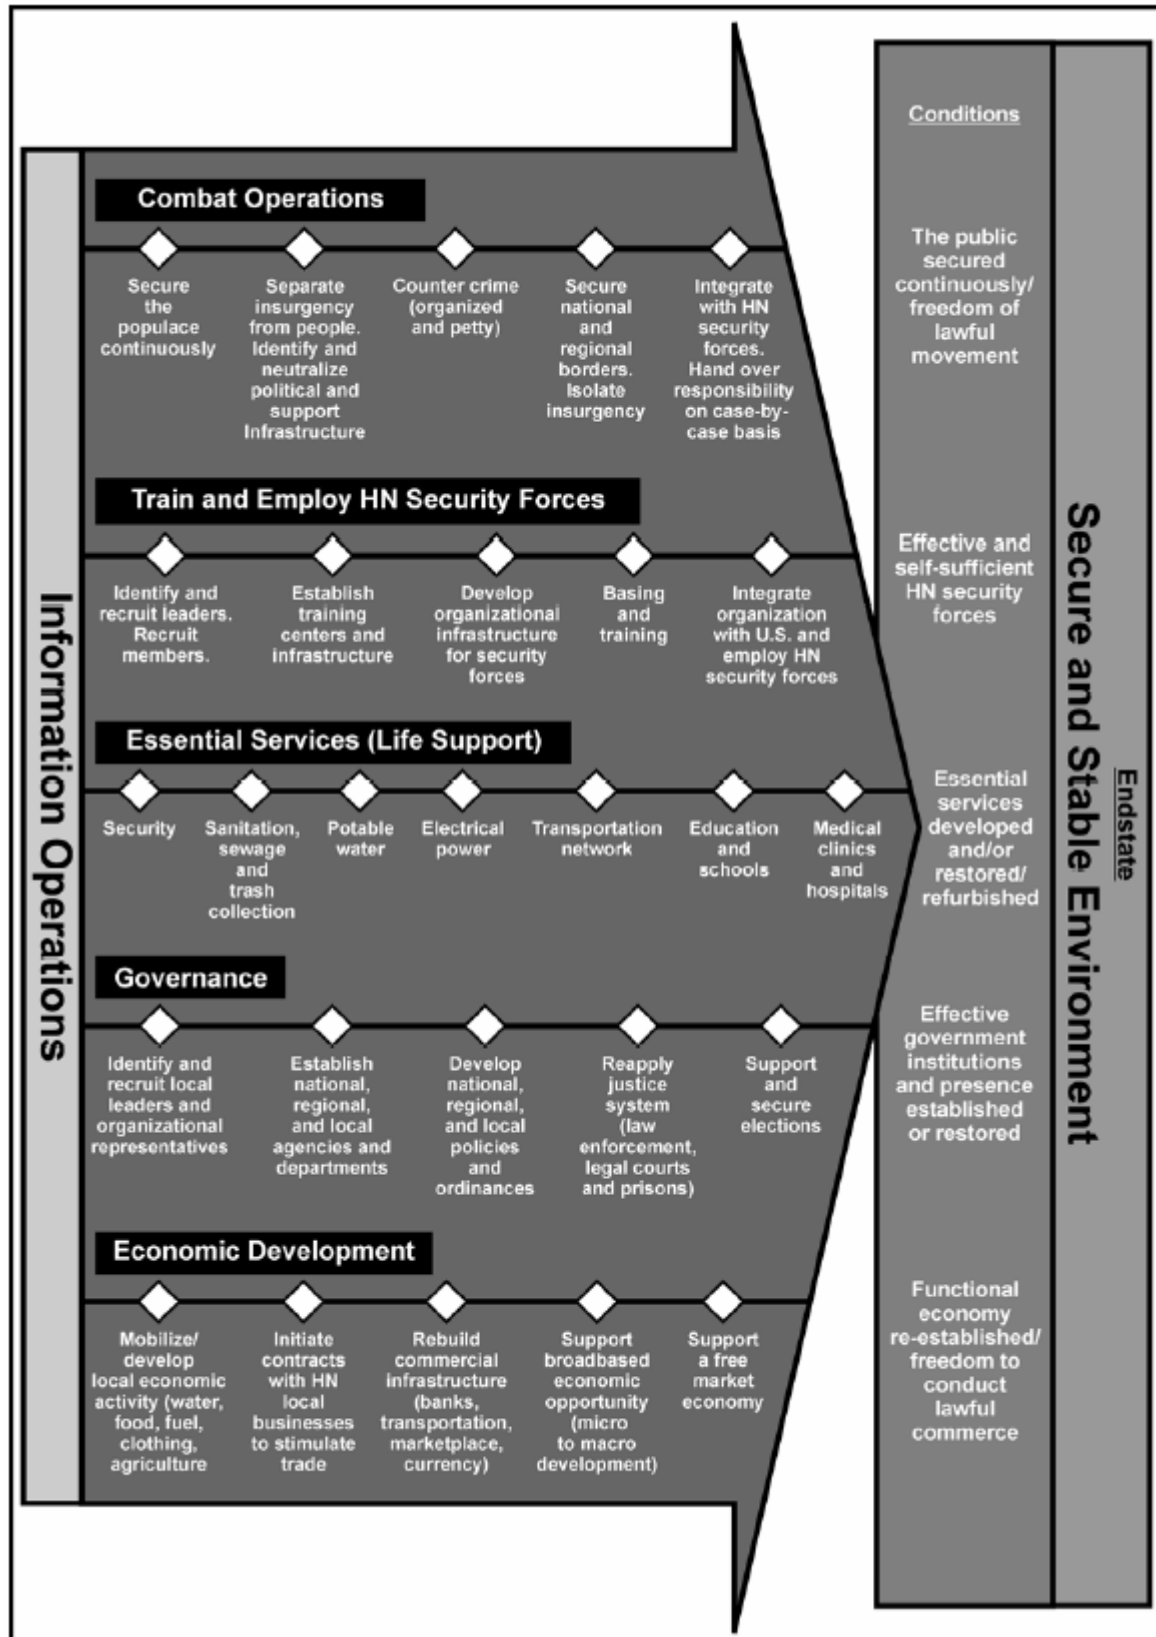 Information Operations
Combat Operations
Secure
the
populace
continuously
Separate
insurgency
from people.
Identify and
neutralize
political and
support
Infrastructure
Counter crime
(organized
and petty)
Secure
national
and
regional
borders.
Isolate
insurgency
Integrate
with HN
security
forces.
Hand over
responsibility
on case-by-
case basis
Train and Employ HN Security Forces
Identify and
recruit leaders.
Recruit
members.
Establish
training
centers and
infrastructure
Develop
organizational
infrastructure
for security
forces
Basing
and
training
Integrate
organization
with U.S. and
employ HN
security forces
Essential Services (Life Support)
Security
Sanitation,
sewage
and
trash
collection
Potable
water
Electrical
power
Transportation
network
Education
and
schools
Medical
clinics
and
hospitals
Governance
Identify and
recruit local
leaders and
organizational
representatives
Establish
national,
regional,
and local
agencies and
departments
Develop
national,
regional,
and local
policies
and
ordinances
Reapply
justice
system
(law
enforcement,
legal courts
and prisons)
Support
and
secure
elections
Economic Development
Mobilize/
develop
local economic
activity (water,
food, fuel,
clothing,
agriculture
Initiate
contracts
with HN
local
businesses
to stimulate
trade
Rebuild
commercial
infrastructure
(banks,
transportation,
marketplace,
currency)
Support
broadbased
economic
opportunity
(micro
to macro
development)
Support
a free
market
economy
Conditions
The public
secured
continuously/
freedom of
lawful
movement
Effective and
self-sufficient
HN security
forces
Essential
services
developed
and/or
restored/
refurbished
Effective
government
institutions
and presence
established
or restored
Functional
economy
re-established/
freedom to
conduct
lawful
commerce
Endstate
Secure and Stable Environment